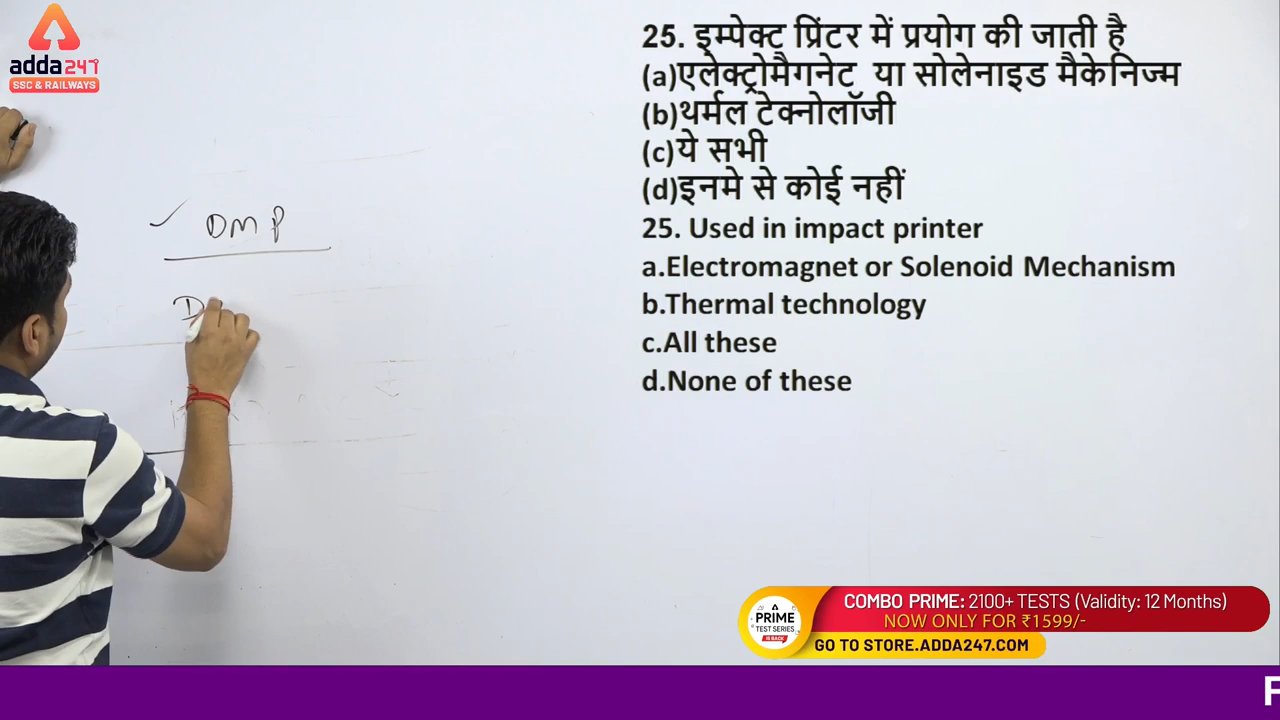 adda247
SSC & RAILWAYS
DMP
D
25. इम्पेक्ट प्रिंटर में प्रयोग की जाती है
(a)एलेक्ट्रोमैगनेट या सोलेनाइड मैकेनिज्म
(b)थर्मल टेक्नोलॉजी
(c)ये सभी
(d)इनमे से कोई नहीं
25. Used in impact printer
a.Electromagnet or Solenoid Mechanism
b.Thermal technology
c.All these
d.None of these
PRIME
TEST SERIES
IS BACK
COMBO PRIME: 2100+ TESTS (Validity: 12 Months)
NOW ONLY FOR ₹1599/-
GO TO STORE.ADDA247.COM